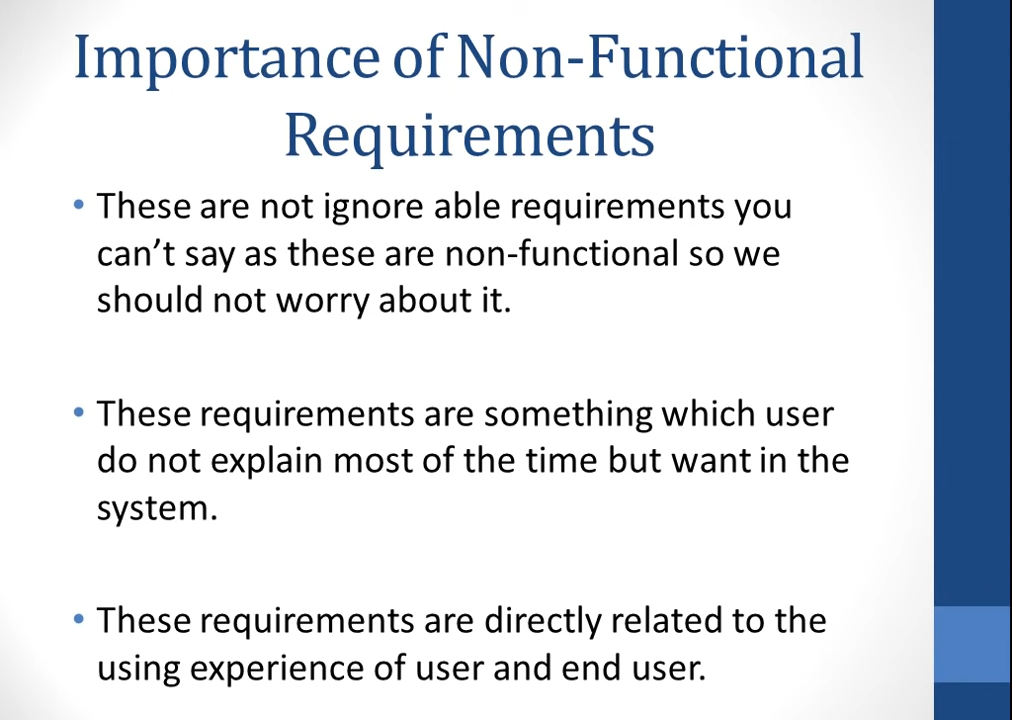 Importance of Non-Functional
Requirements
• These are not ignore able requirements you
can’t say as these are non-functional so we
should not worry about it.
• These requirements are something which user
do not explain most of the time but want in the
system.
• These requirements are directly related to the
using experience of user and end user.